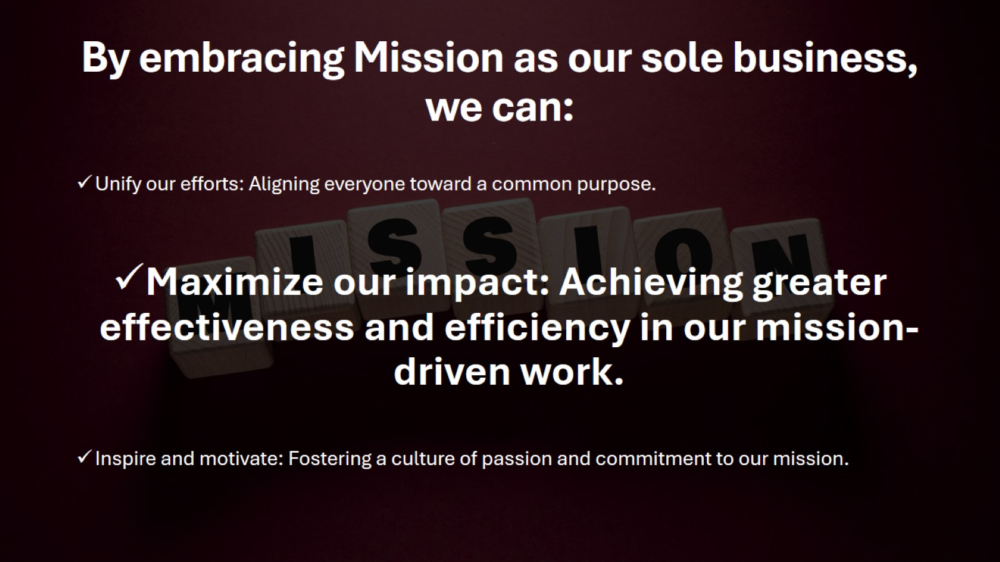 By embracing Mission as our sole business,
we can:
✓Unify our efforts: Aligning everyone toward a common purpose.
MISSION
✓Maximize our impact: Achieving greater
effectiveness and efficiency in our mission-
driven work.
✓Inspire and motivate: Fostering a culture of passion and commitment to our mission.